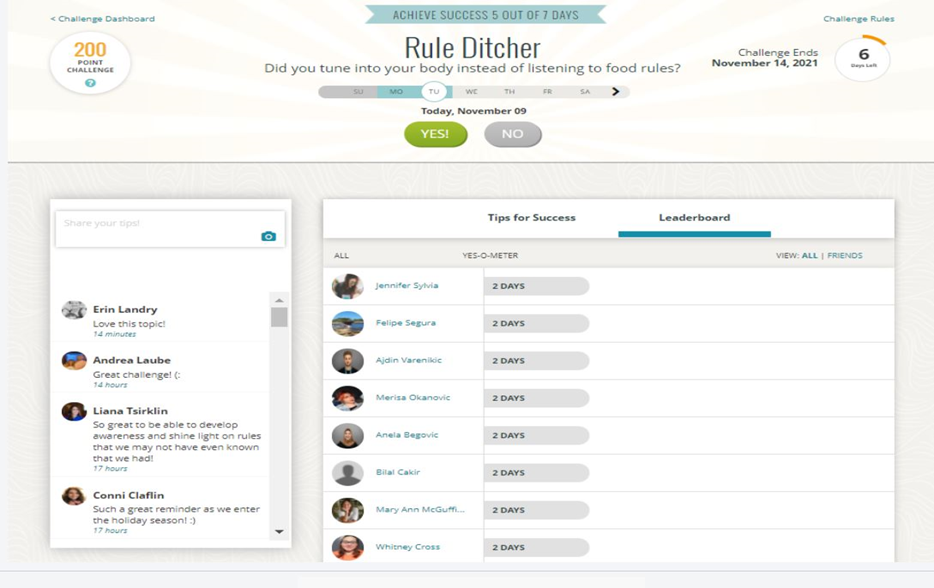 ACHIEVE SUCCESS 5 OUT OF 7 DAYS
< Challenge Dashboard
Challenge Rules
200
POINT
CHALLENGE
?
Rule Ditcher
Did you tune into your body instead of listening to food rules?
Challenge Ends
November 14, 2021
6
Days Left
SU MO TU WE TH FR SA
Today, November 09
YES! NO
Share your tips!
Erin Landry
Love this topic!
14 minutes
Andrea Laube
Great challenge! (:
14 hours
Liana Tsirklin
So great to be able to develop
awareness and shine light on rules
that we may not have even known
that we had!
17 hours
Conni Claflin
Such a great reminder as we enter
the holiday season! :)
17 hours
Tips for Success Leaderboard
ALL YES-O-METER VIEW: ALL | FRIENDS
Jennifer Sylvia 2 DAYS
Felipe Segura 2 DAYS
Ajdin Varenikic 2 DAYS
Merisa Okanovic 2 DAYS
Anela Begovic 2 DAYS
Bilal Cakir 2 DAYS
Mary Ann McGuffi... 2 DAYS
Whitney Cross 2 DAYS